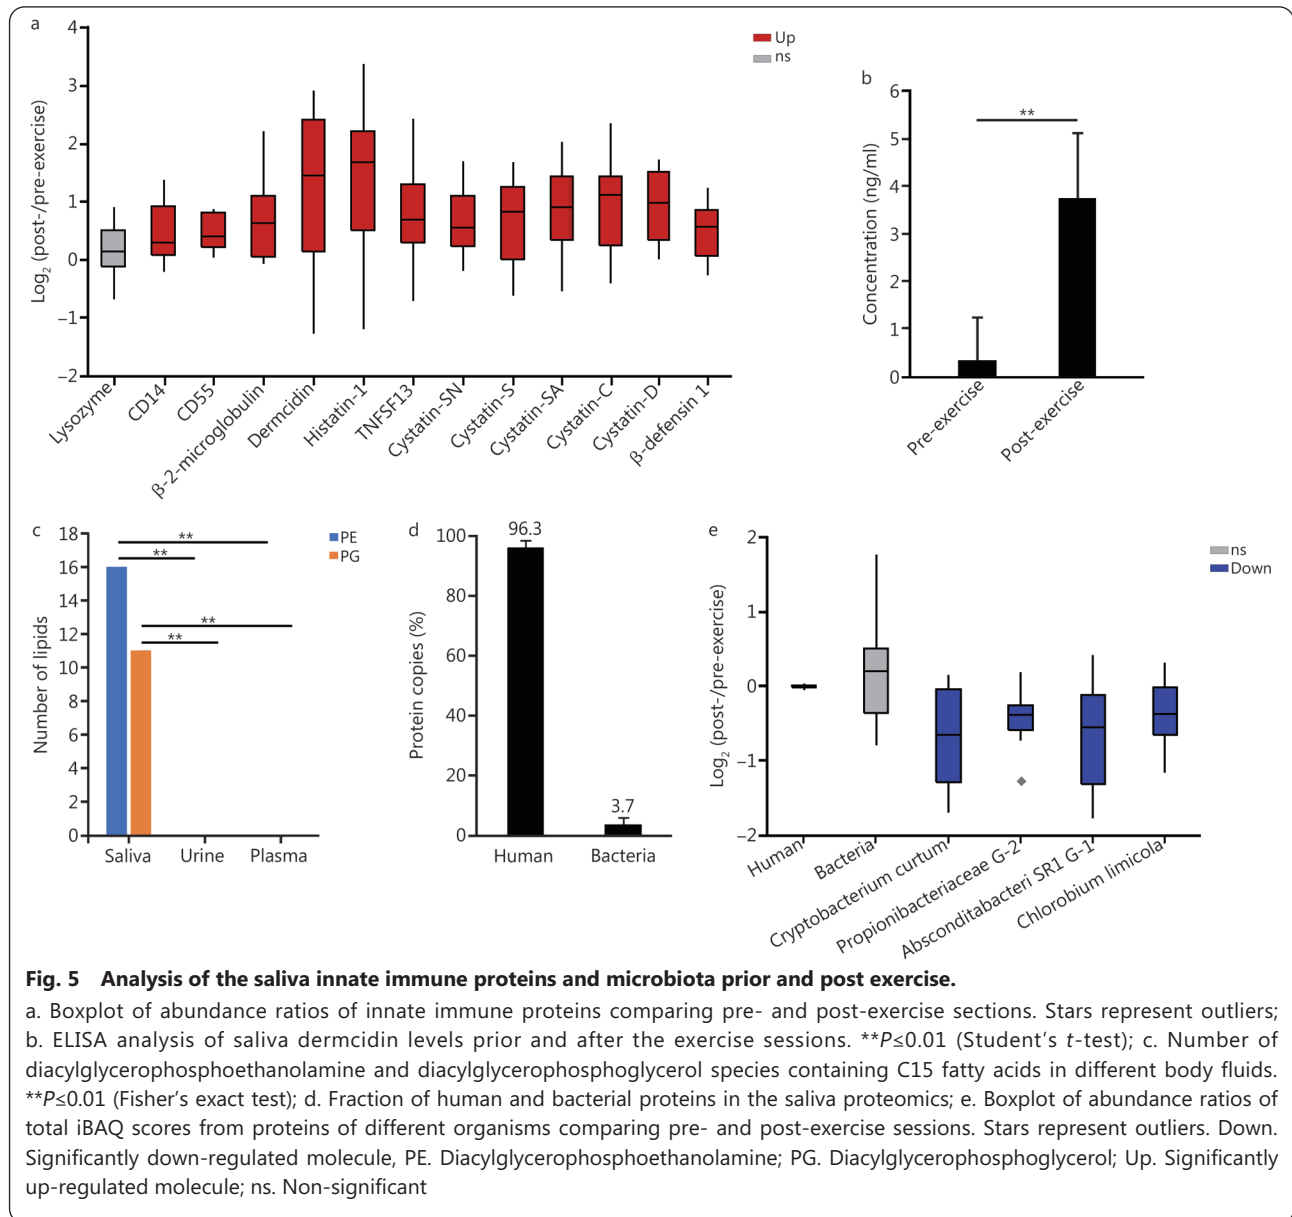 a
4
3
2
1
0
−1
−2
Log2 (post-/pre-exercise)
Up
ns
Lysozyme
CD14
CD55
β-2-microglobulin
Dermcidin
Histatin-1
TNFSF13
Cystatin-SN
Cystatin-S
Cystatin-SA
Cystatin-C
Cystatin-D
β-defensin 1
b
6
5
4
3
2
1
0
Concentration (ng/ml)
**
Pre-exercise
Post-exercise
c
18
16
14
12
10
8
6
4
2
0
Number of lipids
**
**
**
**
PE
PG
Saliva Urine Plasma
d
100
80
60
40
20
0
Protein copies (%)
96.3
3.7
Human Bacteria
e
2
1
0
−1
−2
Log2 (post-/pre-exercise)
ns
Down
Human
Bacteria
Cryptobacterium curtum
Propionibacteriaceae G-2
Absconditabacteri SR1 G-1
Chlorobium limicola
Fig. 5 Analysis of the saliva innate immune proteins and microbiota prior and post exercise.
a. Boxplot of abundance ratios of innate immune proteins comparing pre- and post-exercise sections. Stars represent outliers;
b. ELISA analysis of saliva dermcidin levels prior and after the exercise sessions. **P≤0.01 (Student's t-test); c. Number of
diacylglycerophosphoethanolamine and diacylglycerophosphoglycerol species containing C15 fatty acids in different body fluids.
**P≤0.01 (Fisher's exact test); d. Fraction of human and bacterial proteins in the saliva proteomics; e. Boxplot of abundance ratios of
total iBAQ scores from proteins of different organisms comparing pre- and post-exercise sessions. Stars represent outliers. Down.
Significantly down-regulated molecule, PE. Diacylglycerophosphoethanolamine; PG. Diacylglycerophosphoglycerol; Up. Significantly
up-regulated molecule; ns. Non-significant